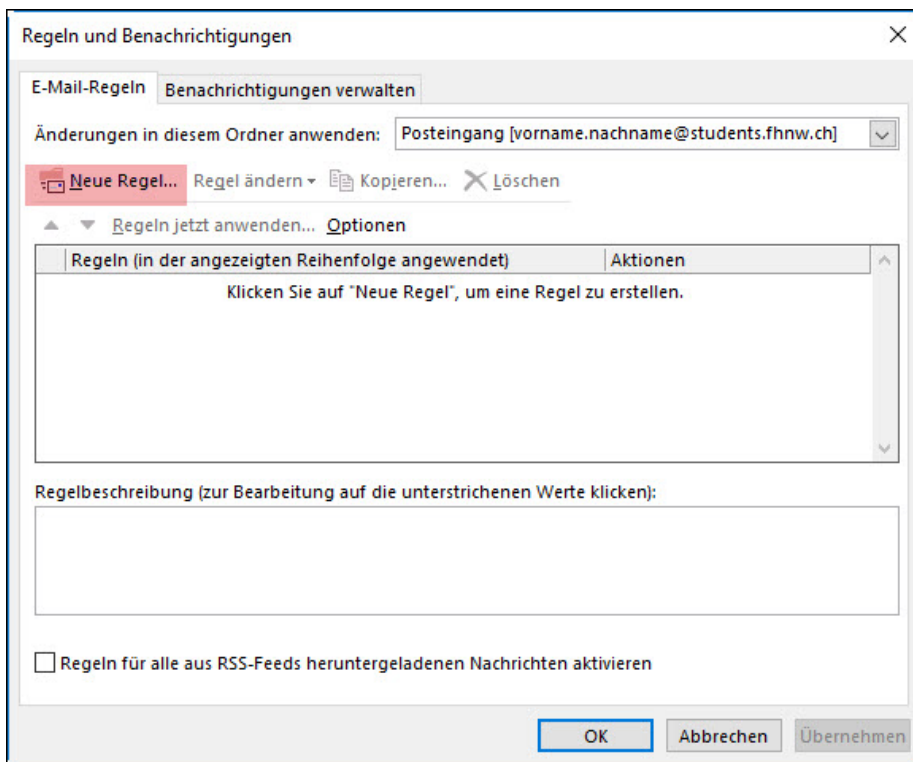 Regeln und Benachrichtigungen
E-Mail-Regeln Benachrichtigungen verwalten
Änderungen in diesem Ordner anwenden: Posteingang [vorname.nachname@students.fhnw.ch]
Neue Regel... Regel ändern Kopieren... Löschen
Regeln jetzt anwenden... Optionen
Regeln (in der angezeigten Reihenfolge angewendet) Aktionen
Klicken Sie auf "Neue Regel", um eine Regel zu erstellen.
Regelbeschreibung (zur Bearbeitung auf die unterstrichenen Werte klicken):
Regeln für alle aus RSS-Feeds heruntergeladenen Nachrichten aktivieren
OK Abbrechen Übernehmen